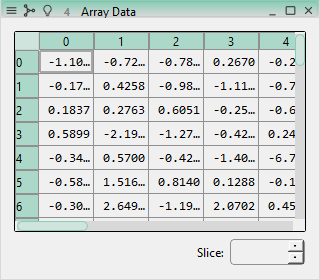 4 Array Data
0 1 2 3 4
0 -1.10… -0.72… -0.78… 0.2670 -0.2
1 -0.17… 0.4258 -0.98… -1.11… -0.7
2 0.1837 0.2763 0.6051 -0.25… -0.6
3 0.5899 -2.19… -1.27… -0.42… 0.24
4 -0.34… 0.5700 -0.42… -1.40… -6.7
5 -0.58… 1.516… 0.8140 0.1288 -0.1
6 -0.30… 2.649… -1.19… 2.0702 0.45
Slice: